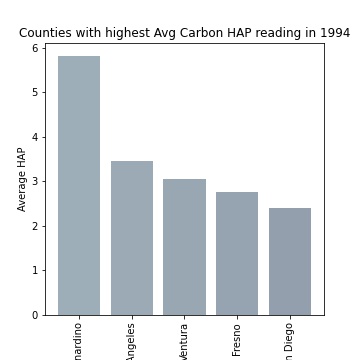 Counties with highest Avg Carbon HAP reading in 1994
6
5
4
3
2
1
0
Average HAP
nardino
Angeles
Ventura
Fresno
n Diego